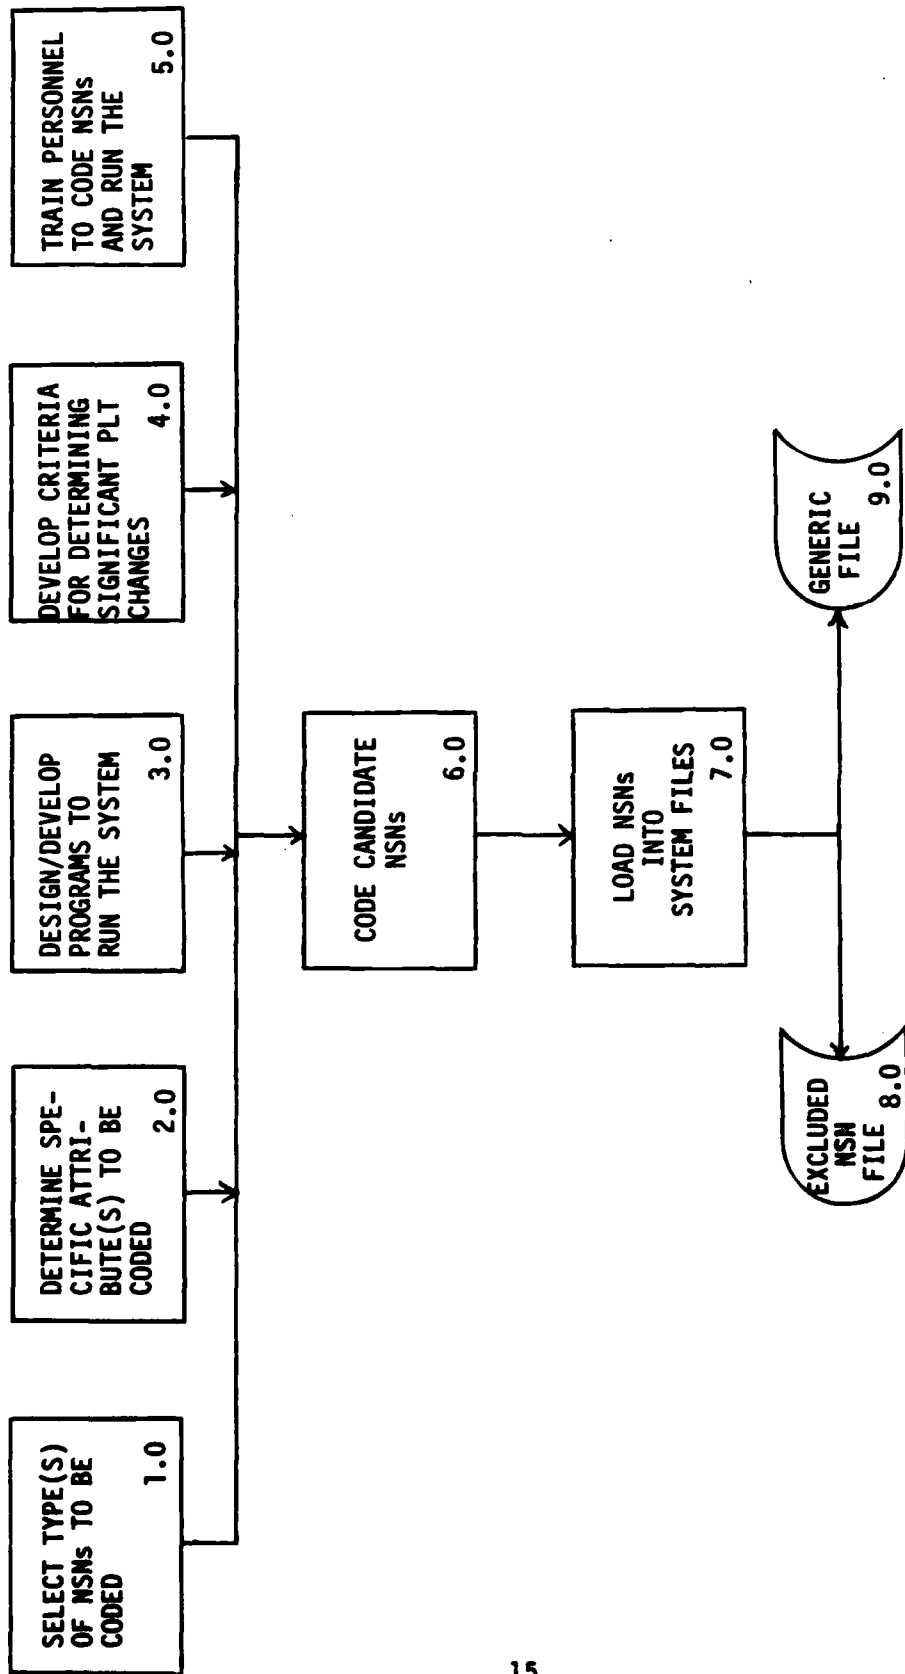 SELECT TYPE(S)
OF NSNs TO BE
CODED
1.0
DETERMINE SPE-
CIFIC ATTRI-
BUTE(S) TO BE
CODED
2.0
DESIGN/DEVELOP
PROGRAMS TO
RUN THE SYSTEM
3.0
DEVELOP CRITERIA
FOR DETERMINING
SIGNIFICANT PLT
CHANGES
4.0
TRAIN PERSONNEL
TO CODE NSNs
AND RUN THE
SYSTEM
5.0
CODE CANDIDATE
NSNs
6.0
LOAD NSNs
INTO
SYSTEM FILES
7.0
EXCLUDED
NSN
FILE
8.0
GENERIC
FILE
9.0
15